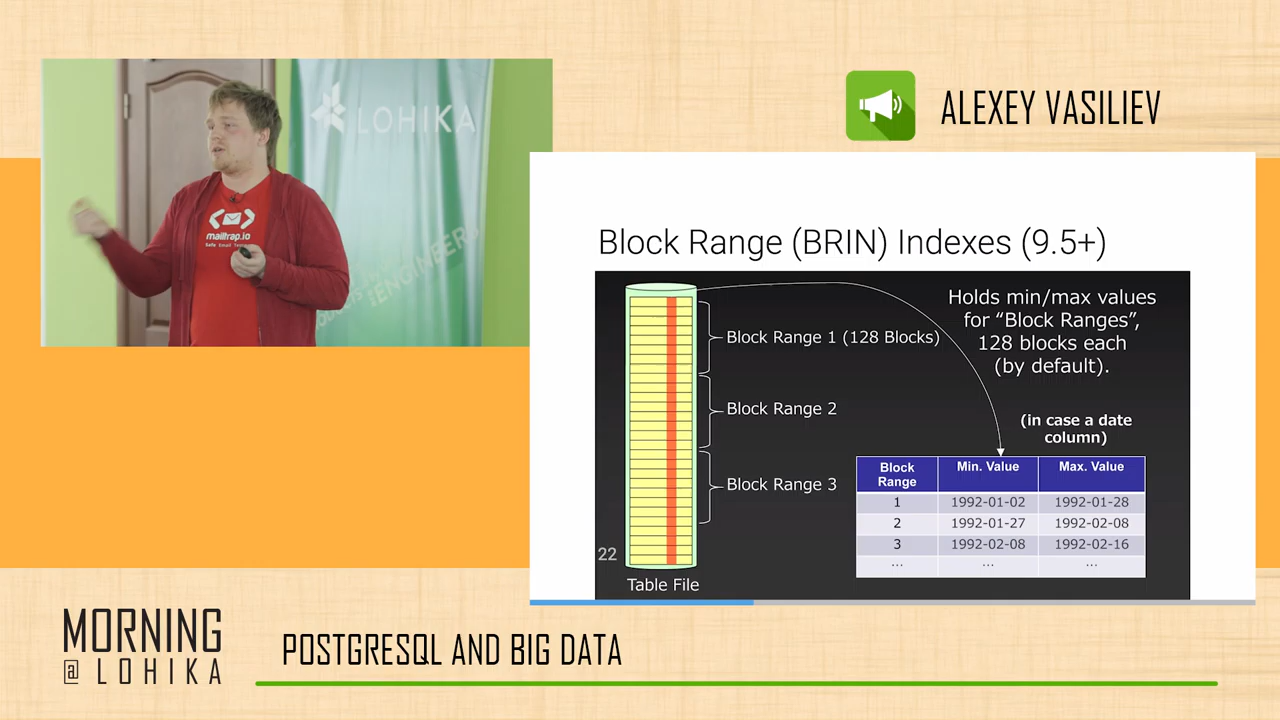 ALEXEY VASILIEV
LOHIKA
mailtrap.io
Block Range (BRIN) Indexes (9.5+)
Block Range 1 (128 Blocks)
Block Range 2
Block Range 3
22
Table File
Holds min/max values
for “Block Ranges”,
128 blocks each
(by default).
(in case a date
column)
Block Range Min. Value Max. Value
1 1992-01-02 1992-01-28
2 1992-01-27 1992-02-08
3 1992-02-08 1992-02-16
... ... ...
MORNING
@ LOHIKA
POSTGRESQL AND BIG DATA